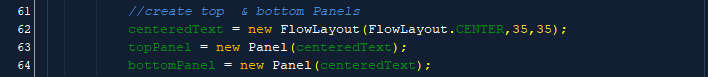 61 //create top  & bottom Panels
62 centeredText = new FlowLayout(FlowLayout.CENTER,35,35);
63 topPanel = new Panel(centeredText);
64 bottomPanel = new Panel(centeredText);